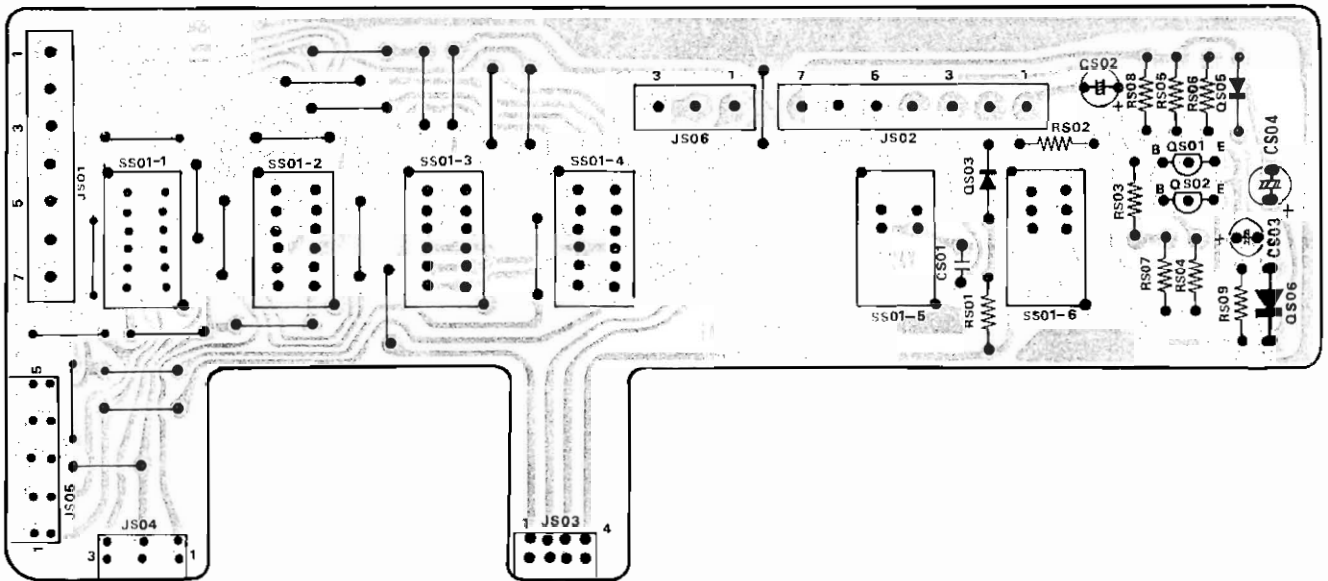 1
3
5
7
JS01
SS01-1
SS01-2
SS01-3
SS01-4
3 1
JS06
7 5 3 1
JS02
CS02
+
RS08
RS05
RS06
QS05
RS02
B QS01 E
B QS02 E
CS04
+
QS03
RS03
CS01
RS01
SS01-5
SS01-6
RS07
RS04
+
CS03
RS09
QS06
5
JS05
1
JS04
3 1
1 JS03 4